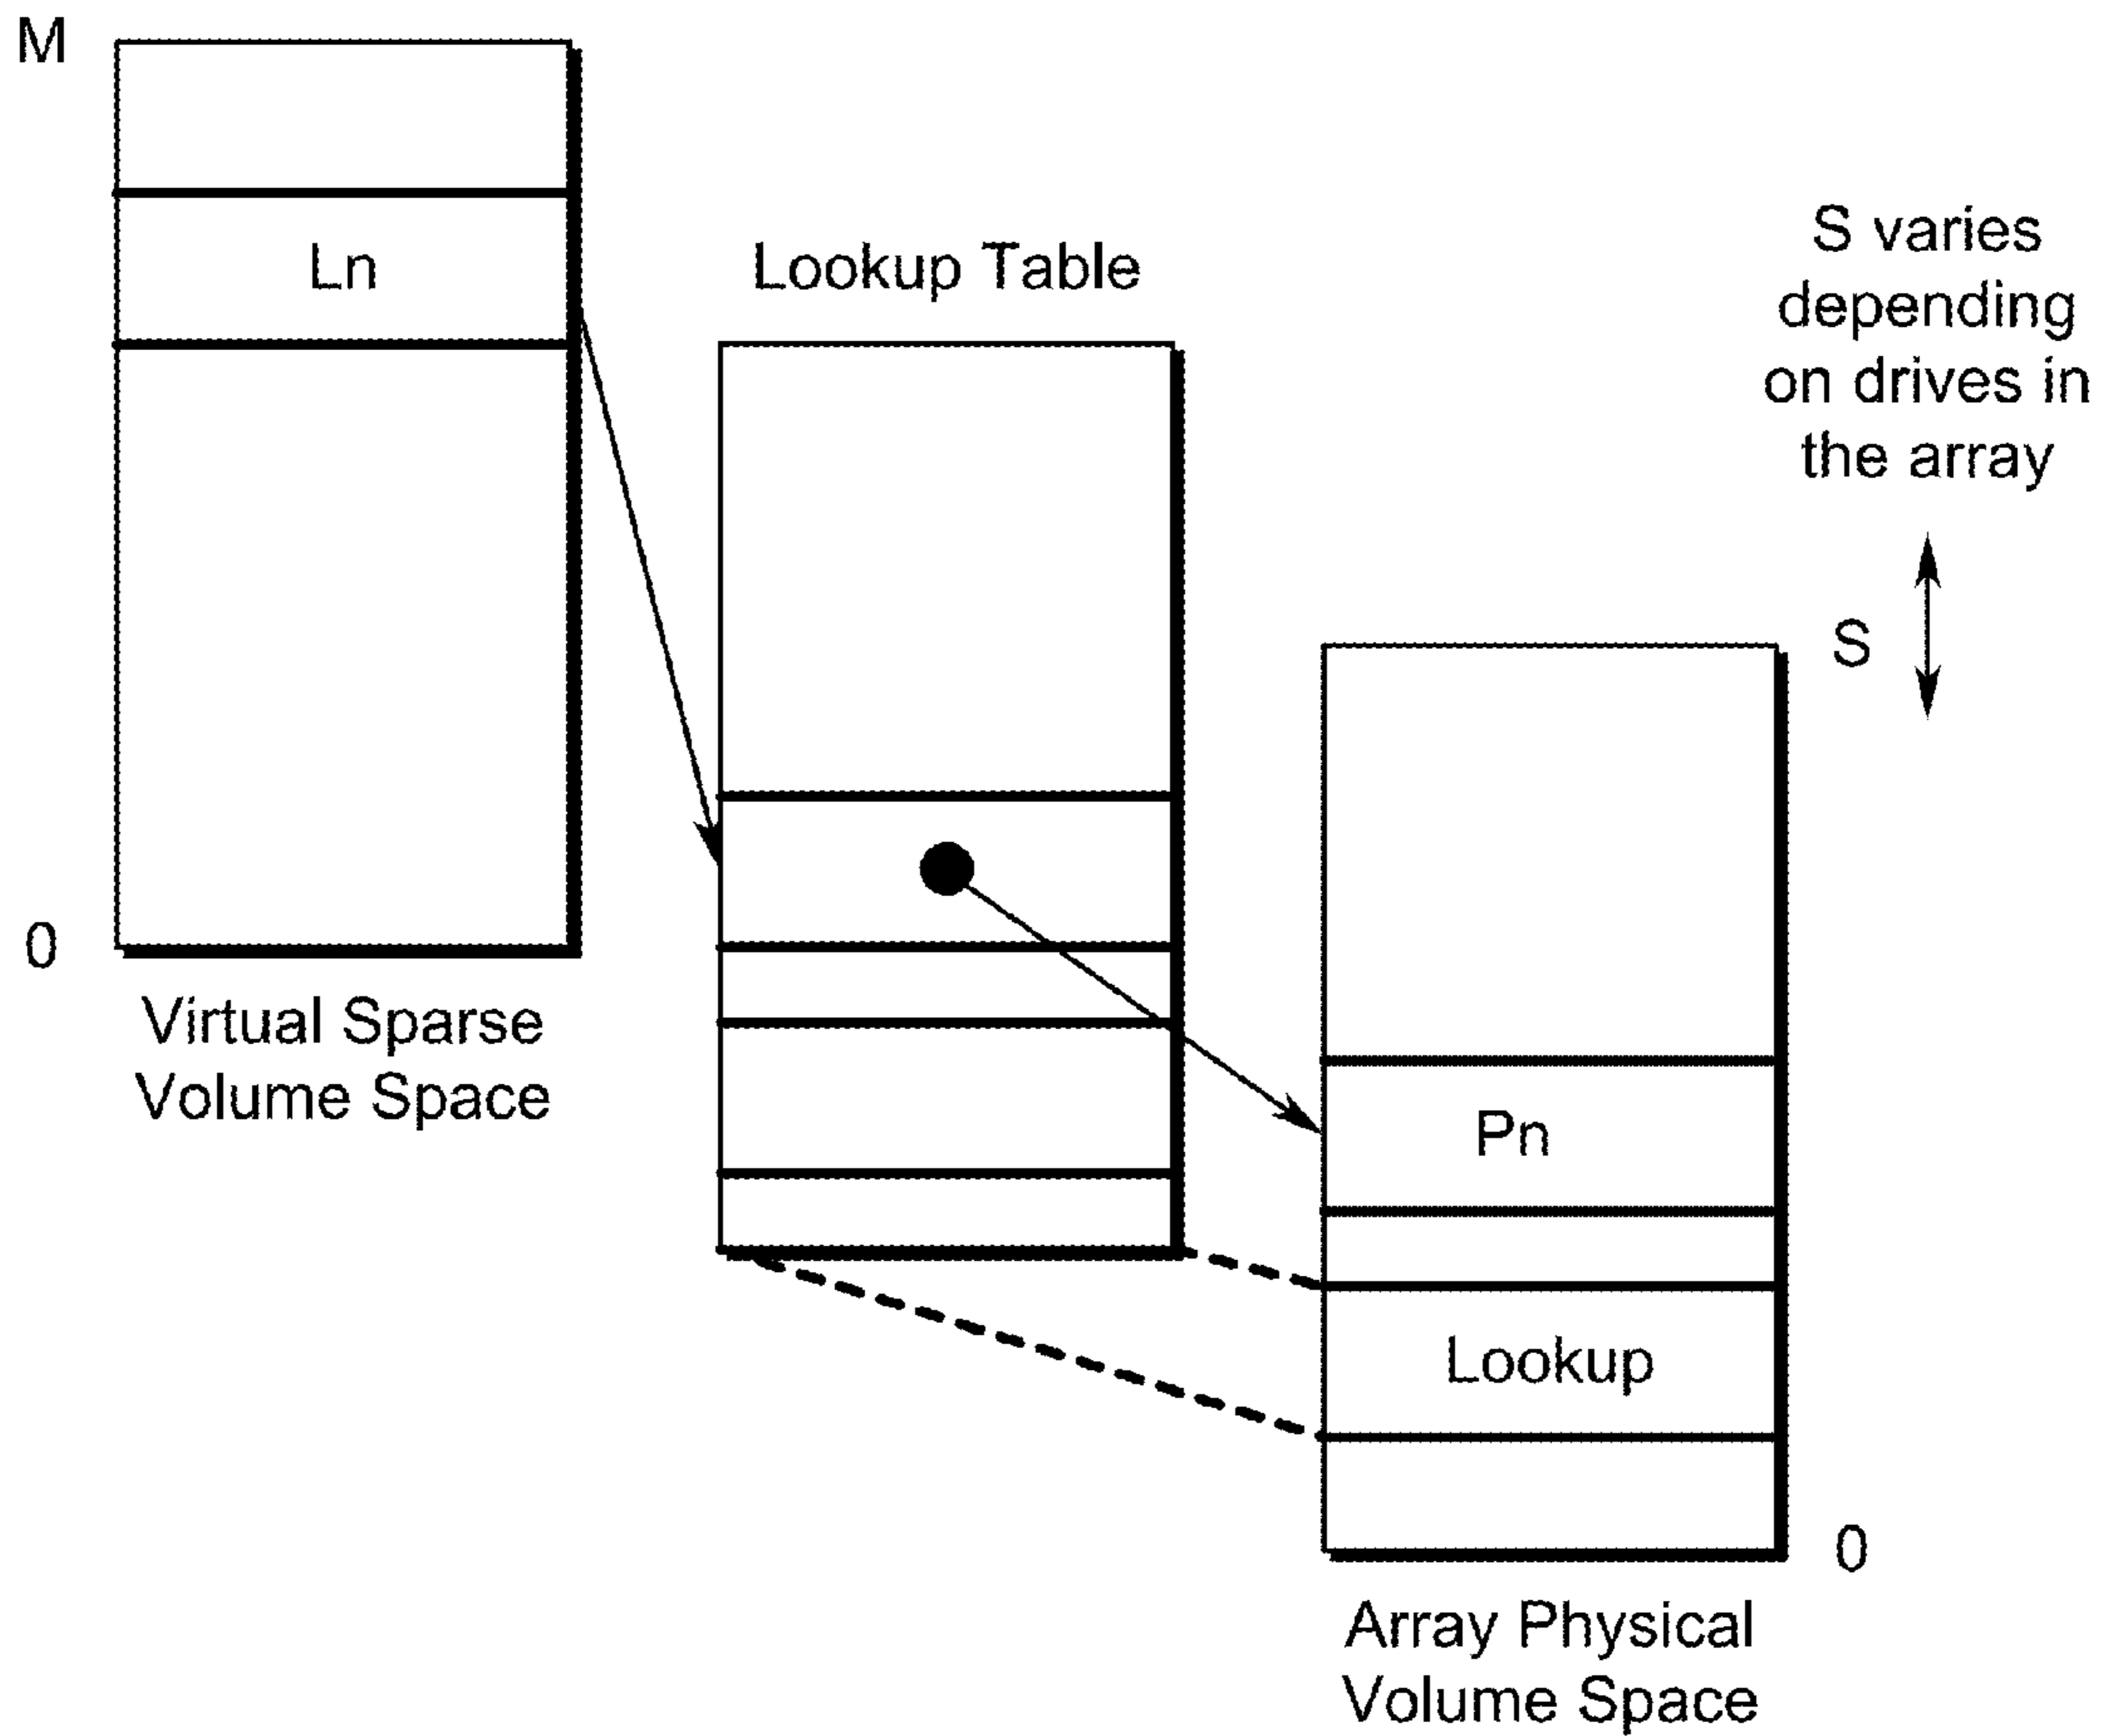 M
Ln
0
Virtual Sparse
Volume Space
Lookup Table
S varies
depending
on drives in
the array
S
Pn
Lookup
0
Array Physical
Volume Space